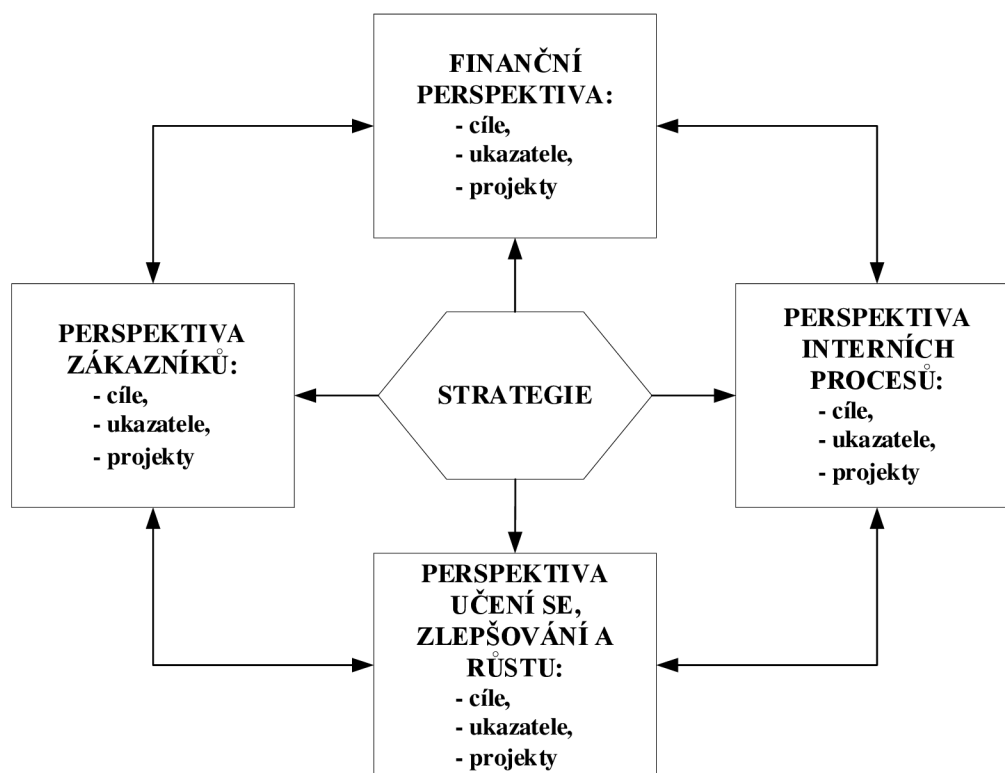 FINANČNÍ
PERSPEKTIVA:
- cíle,
- ukazatele,
- projekty
PERSPEKTIVA
ZÁKAZNÍKŮ:
- cíle,
- ukazatele,
- projekty
STRATEGIE
PERSPEKTIVA
INTERNÍCH
PROCESŮ:
- cíle,
- ukazatele,
- projekty
PERSPEKTIVA
UČENÍ SE,
ZLEPŠOVÁNÍ A
RŮSTU:
- cíle,
- ukazatele,
- projekty